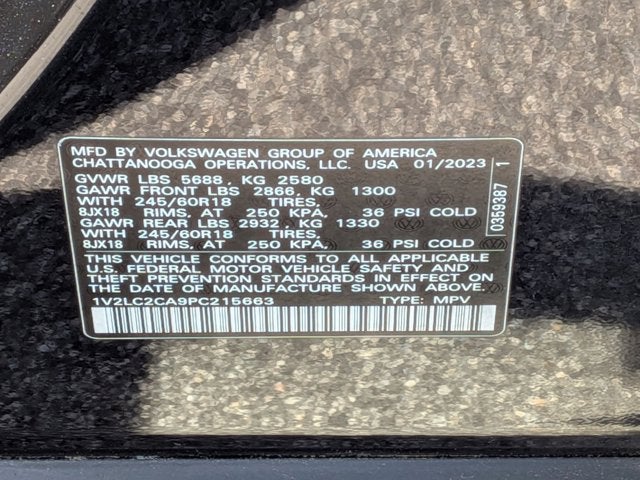 MFD BY VOLKSWAGEN GROUP OF AMERICA
CHATTANOOGA OPERATIONS, LLC. USA 01/2023
GVWR LBS 5688 , KG 2580
GAWR FRONT LBS 2866 , KG 1300
WITH 245/60R18 TIRES,
8JX18 RIMS, AT 250 KPA, 36 PSI COLD
GAWR REAR LBS 2932 , KG 1330
WITH 245/60R18 TIRES,
8JX18 RIMS, AT 250 KPA, 36 PSI COLD
THIS VEHICLE CONFORMS TO ALL APPLICABLE
U.S. FEDERAL MOTOR VEHICLE SAFETY AND
THEFT PREVENTION STANDARDS IN EFFECT ON
THE DATE OF MANUFACTURE SHOWN ABOVE.
1V2LC2CA9PC215663 TYPE: MPV
0359387 1